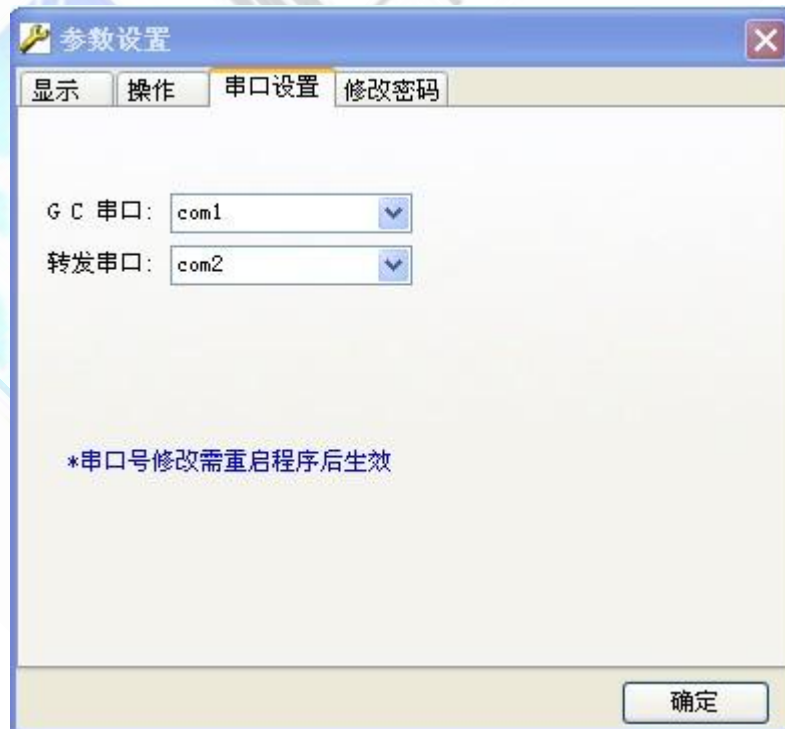 参数设置
显示 操作 串口设置 修改密码
G C 串口: com1
转发串口: com2
*串口号修改需重启程序后生效
确定